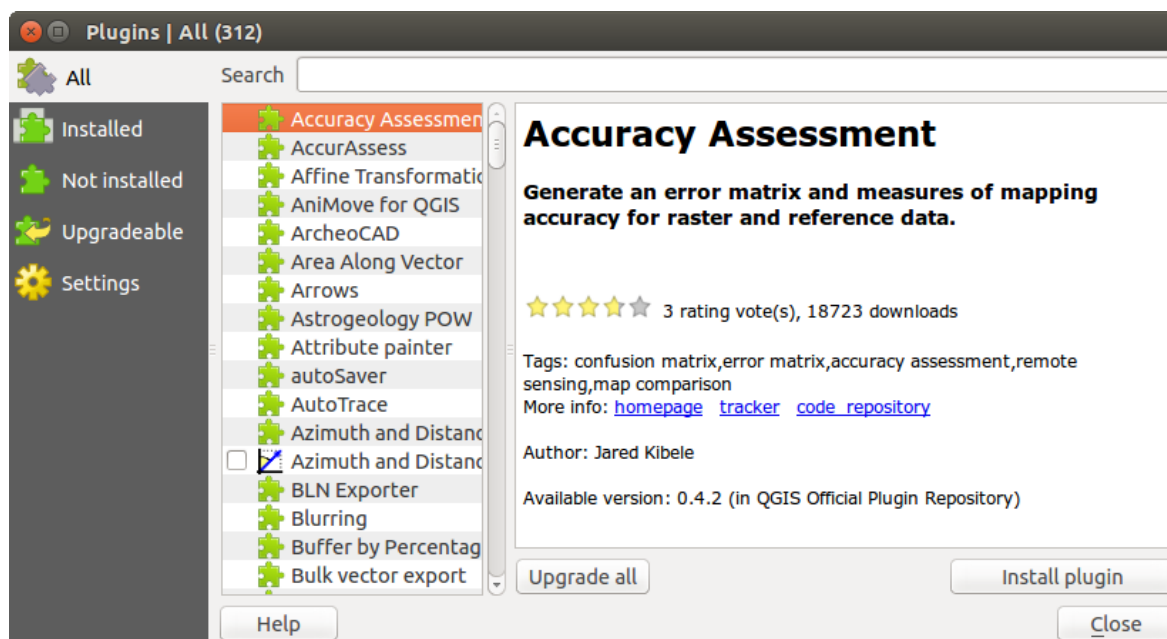 Plugins | All (312)
All
Search
Installed
Not installed
Upgradeable
Settings
Accuracy Assessmen
AccurAssess
Affine Transformatic
AniMove for QGIS
ArcheoCAD
Area Along Vector
Arrows
Astrogeology POW
Attribute painter
autoSaver
AutoTrace
Azimuth and Distanc
Azimuth and Distanc
BLN Exporter
Blurring
Buffer by Percentag
Bulk vector export
Accuracy Assessment
Generate an error matrix and measures of mapping
accuracy for raster and reference data.
3 rating vote(s), 18723 downloads
Tags: confusion matrix,error matrix,accuracy assessment,remote
sensing,map comparison
More info: homepage tracker code repository
Author: Jared Kibele
Available version: 0.4.2 (in QGIS Official Plugin Repository)
Upgrade all
Install plugin
Help
Close